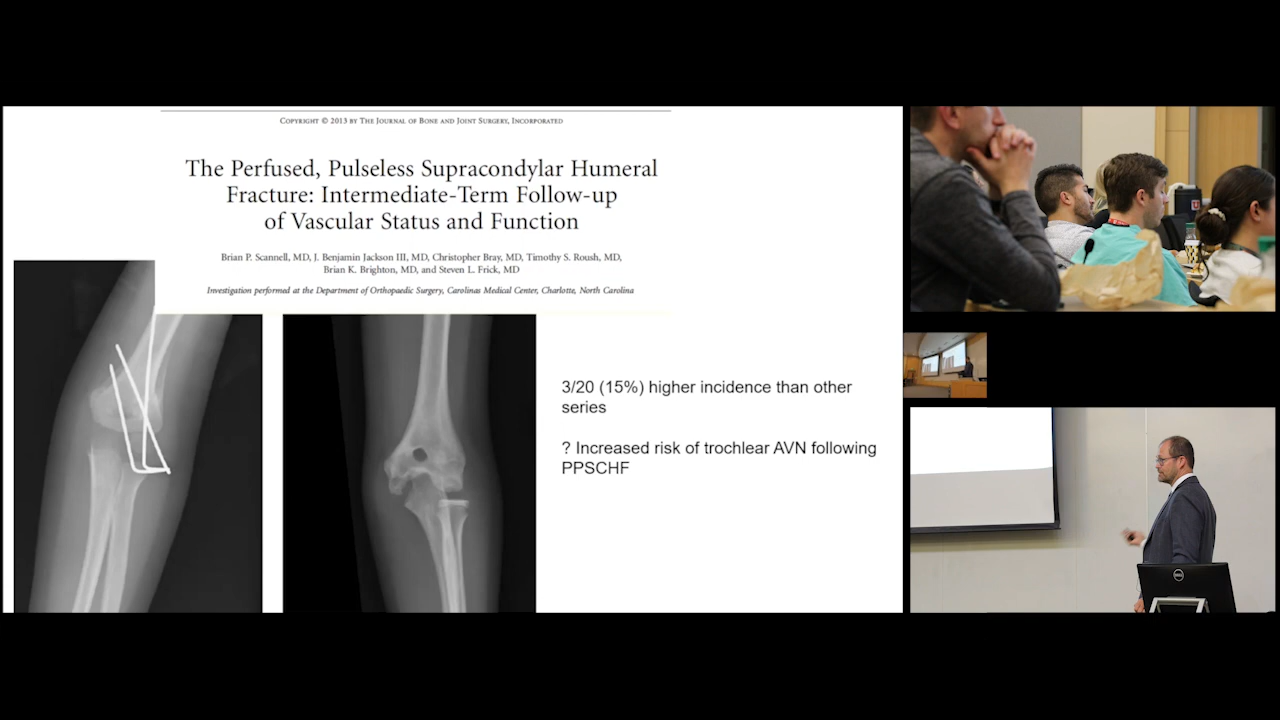 COPYRIGHT © 2013 BY THE JOURNAL OF BONE AND JOINT SURGERY, INCORPORATED
The Perfused, Pulseless Supracondylar Humeral
Fracture: Intermediate-Term Follow-up
of Vascular Status and Function
Brian P. Scannell, MD, J. Benjamin Jackson III, MD, Christopher Bray, MD, Timothy S. Roush, MD,
Brian K. Brighton, MD, and Steven L. Frick, MD
Investigation performed at the Department of Orthopaedic Surgery, Carolinas Medical Center, Charlotte, North Carolina
3/20 (15%) higher incidence than other
series
? Increased risk of trochlear AVN following
PPSCHF
DELL